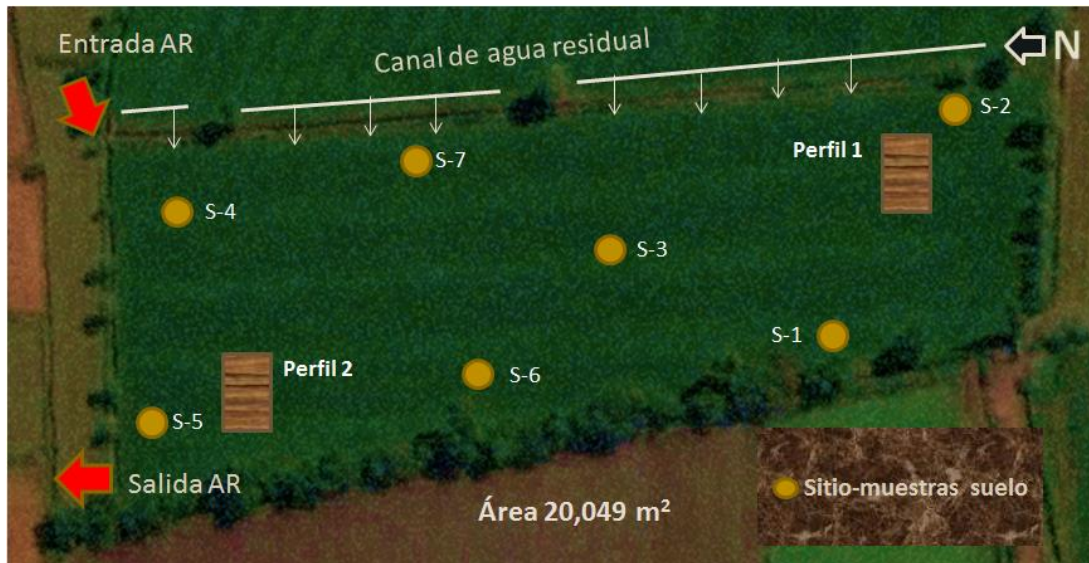 Entrada AR
Canal de agua residual
N
S-2
Perfil 1
S-7
S-4
S-3
S-1
Perfil 2
S-6
S-5
Salida AR
Sitio-muestras suelo
Área 20,049 m²